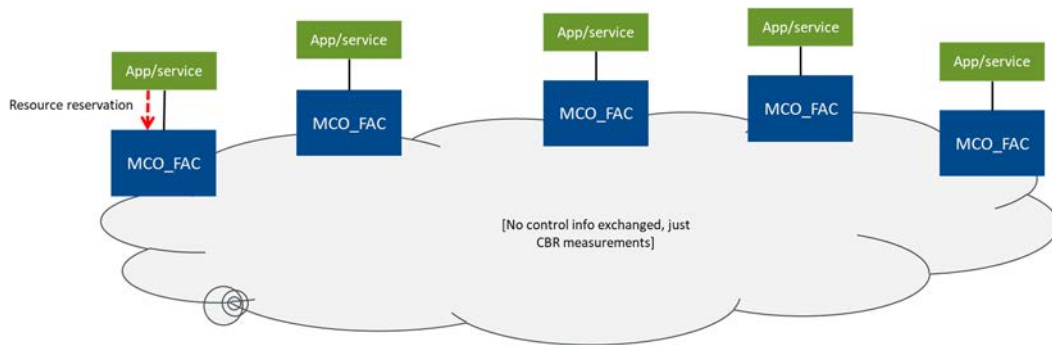 App/service
App/service
App/service
App/service
App/service
Resource reservation
MCO_FAC
MCO_FAC
MCO_FAC
MCO_FAC
MCO_FAC
[No control info exchanged, just
CBR measurements]